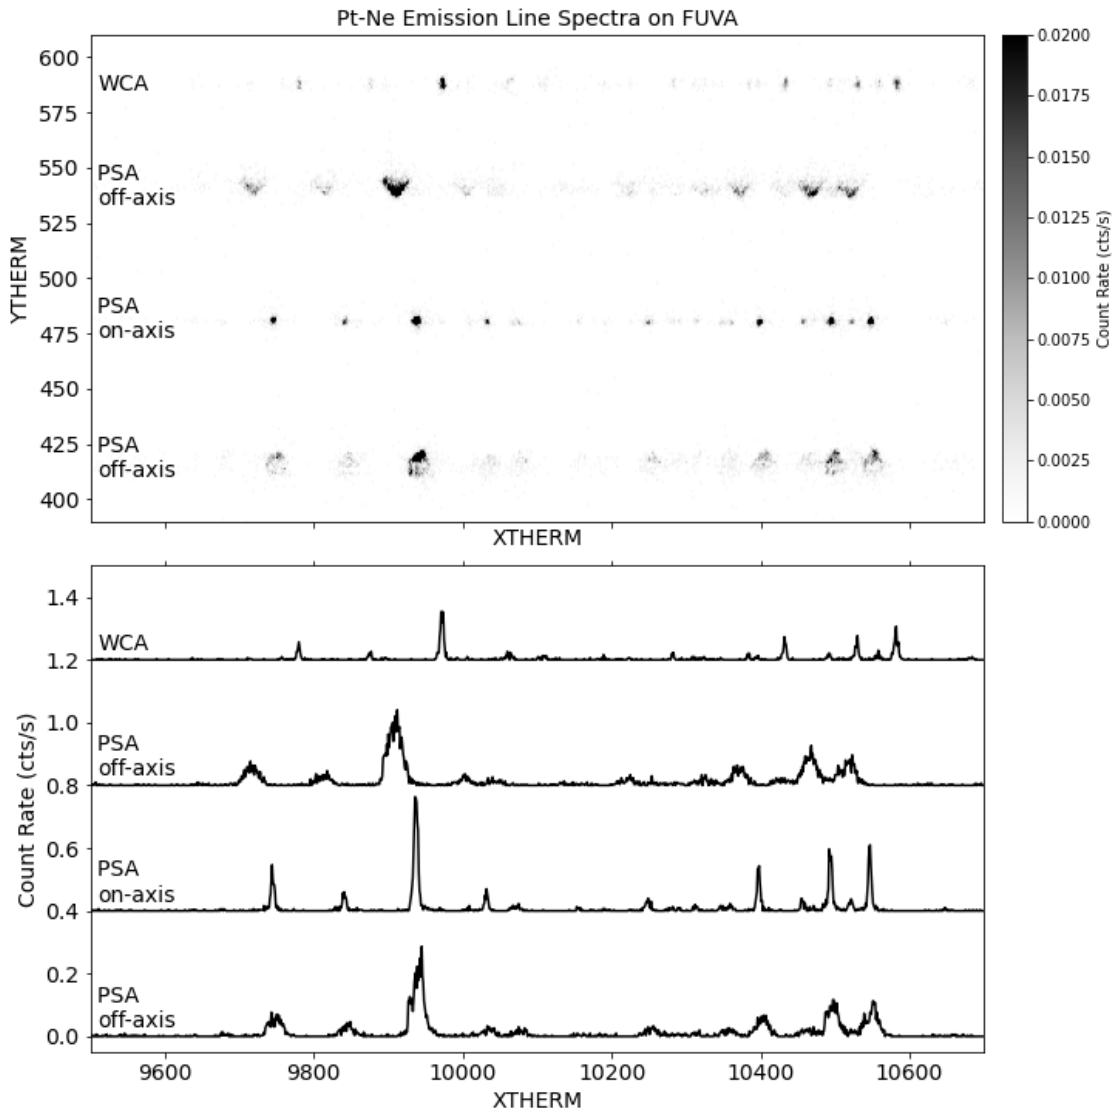 Pt-Ne Emission Line Spectra on FUVA
600
575
550
525
500
475
450
425
400
YTHERM
WCA
PSA
off-axis
PSA
on-axis
PSA
off-axis
XTHERM
0.0200
0.0175
0.0150
0.0125
0.0100
0.0075
0.0050
0.0025
0.0000
Count Rate (cts/s)
1.4
1.2
1.0
0.8
0.6
0.4
0.2
0.0
Count Rate (cts/s)
WCA
PSA
off-axis
PSA
on-axis
PSA
off-axis
9600 9800 10000 10200 10400 10600
XTHERM